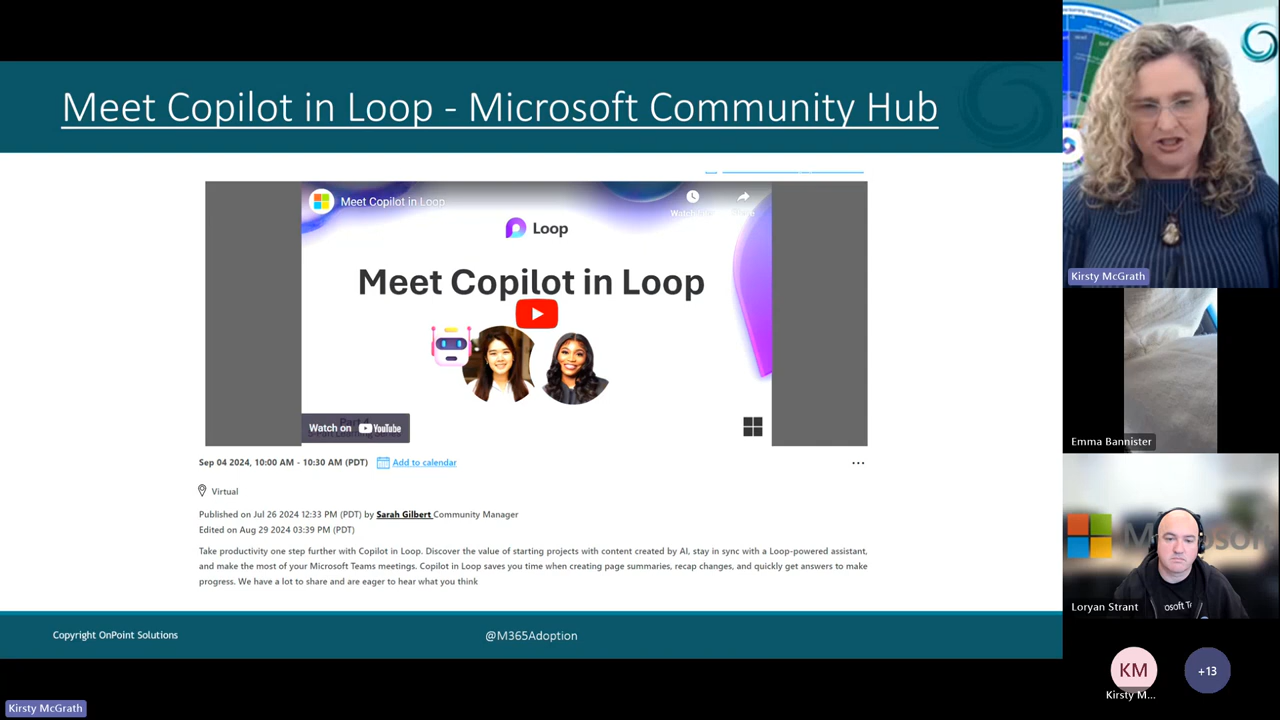 Meet Copilot in Loop - Microsoft Community Hub
Meet Copilot in Loop
Loop
Meet Copilot in Loop
Watch on YouTube
Sep 04 2024, 10:00 AM - 10:30 AM (PDT) Add to calendar
Virtual
Published on Jul 26 2024 12:33 PM (PDT) by Sarah Gilbert Community Manager
Edited on Aug 29 2024 03:39 PM (PDT)
Take productivity one step further with Copilot in Loop. Discover the value of starting projects with content created by AI, stay in sync with a Loop-powered assistant,
and make the most of your Microsoft Teams meetings. Copilot in Loop saves you time when creating page summaries, recap changes, and quickly get answers to make
progress. We have a lot to share and are eager to hear what you think
Copyright OnPoint Solutions
@M365Adoption
Kirsty McGrath
Kirsty McGrath
Emma Bannister
Loryan Strant
KM
Kirsty M...
+13